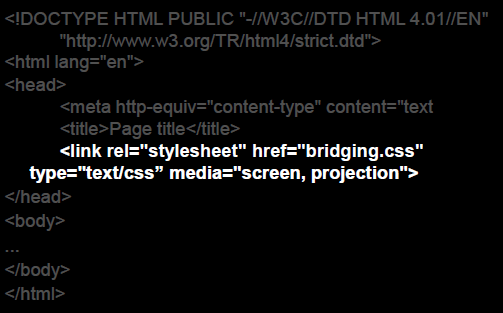 <!DOCTYPE HTML PUBLIC "-//W3C//DTD HTML 4.01//EN"
"http://www.w3.org/TR/html4/strict.dtd">
<html lang="en">
<head>
<meta http-equiv="content-type" content="text
<title>Page title</title>
<link rel="stylesheet" href="bridging.css"
type="text/css” media="screen, projection">
</head>
<body>
...
</body>
</html>